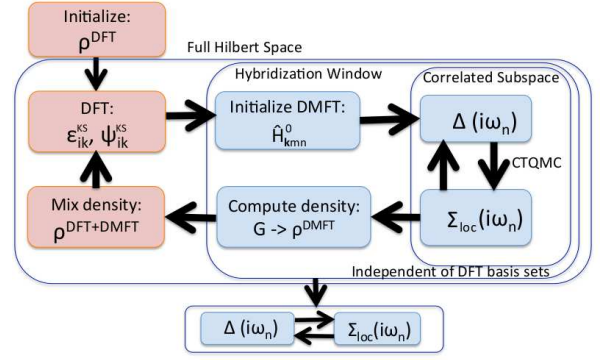 Initialize:
ρ^DFT
Full Hilbert Space
Hybridization Window
Correlated Subspace
DFT:
ε_ik^KS, ψ_ik^KS
Initialize DMFT:
Ĥ^0_kmn
Δ (iω_n)
CTQMC
Mix density:
ρ^DFT+DMFT
Compute density:
G -> ρ^DMFT
Σ_loc(iω_n)
Independent of DFT basis sets
Δ (iω_n)
Σ_loc(iω_n)